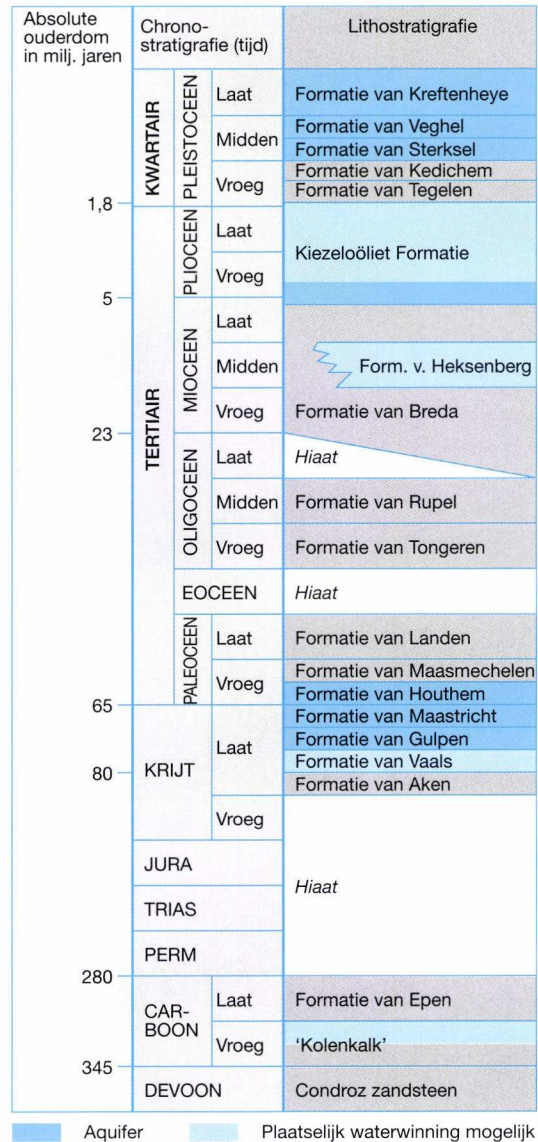 Absolute
ouderdom
in milj. jaren
Chrono-
stratigrafie (tijd)
Lithostratigrafie
KWARTAIR
PLEISTOCEEN
Laat
Formatie van Kreftenheye
Midden
Formatie van Veghel
Formatie van Sterksel
Vroeg
Formatie van Kedichem
Formatie van Tegelen
1,8
TERTIAIR
PLIOCEEN
Laat
Kiezeloöliet Formatie
Vroeg
5
MIOCEEN
Laat
Midden
Form. v. Heksenberg
Vroeg
Formatie van Breda
23
OLIGOCEEN
Laat
Hiaat
Midden
Formatie van Rupel
Vroeg
Formatie van Tongeren
EOCEEN
Hiaat
PALEOCEEN
Laat
Formatie van Landen
Vroeg
Formatie van Maasmechelen
Formatie van Houthem
65
KRIJT
Laat
Formatie van Maastricht
Formatie van Gulpen
Formatie van Vaals
80
Formatie van Aken
Vroeg
JURA
Hiaat
TRIAS
PERM
280
CAR-
BOON
Laat
Formatie van Epen
Vroeg
'Kolenkalk'
345
DEVOON
Condroz zandsteen
Aquifer
Plaatselijk waterwinning mogelijk